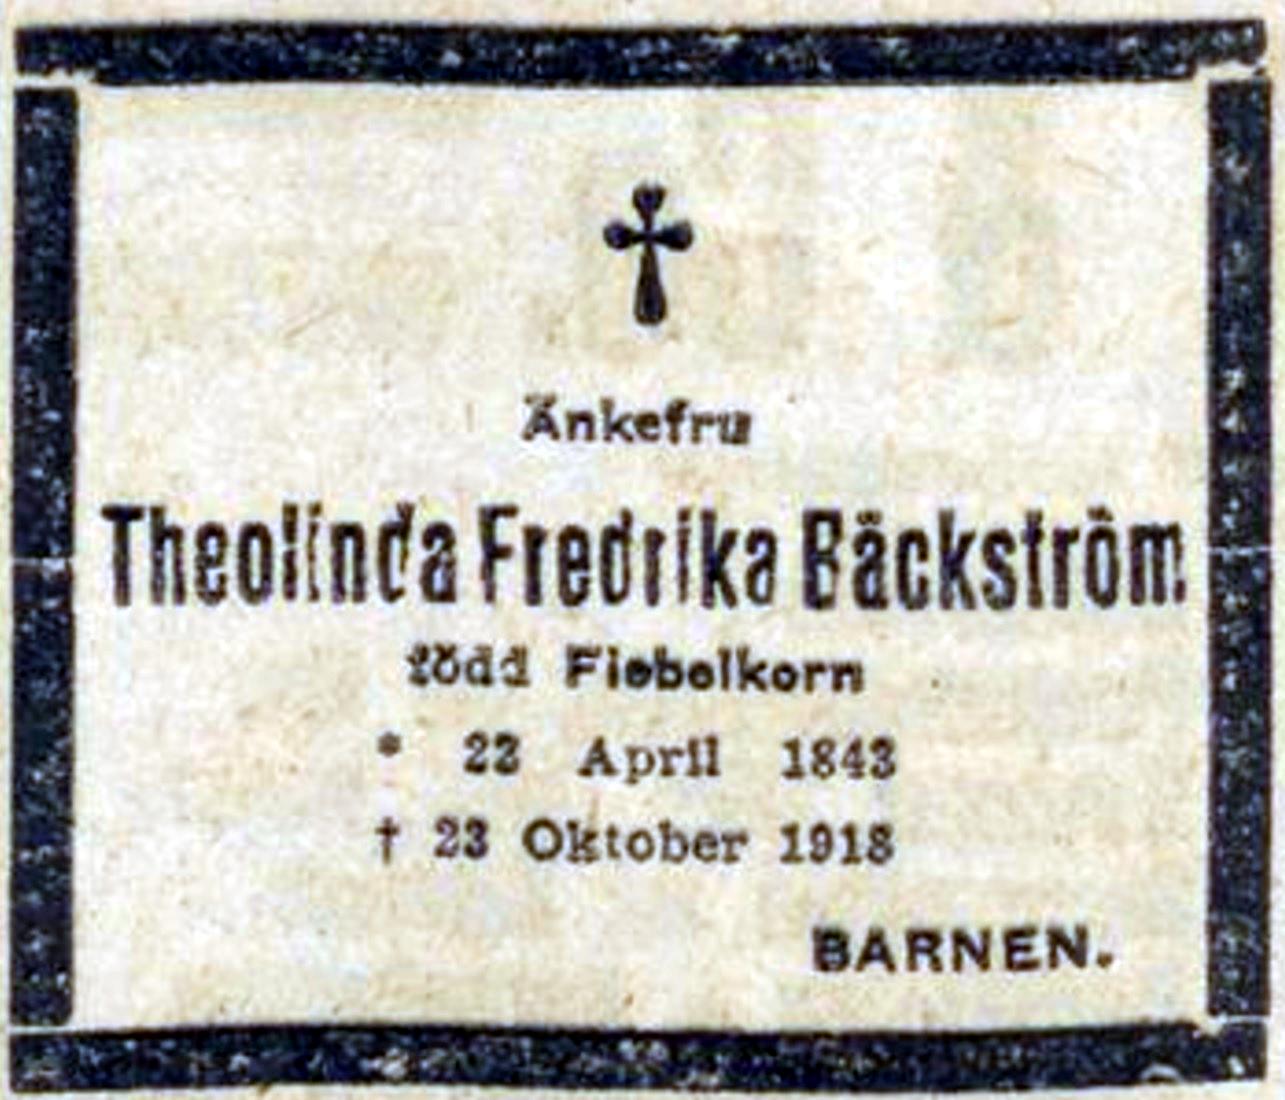 Änkefru
Theolinda Fredrika Bäckström
född Fiebelkorn
* 22 April 1843
† 23 Oktober 1918
BARNEN.